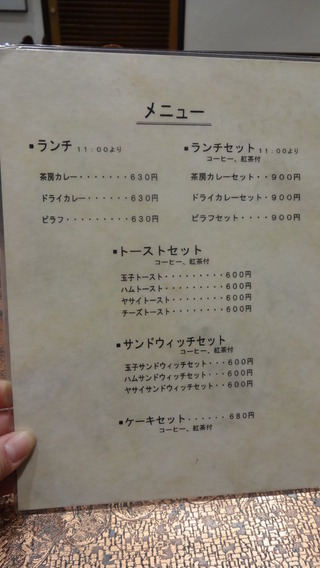 メニュー
■ランチ 11:00より
茶房カレー・・・・・・・630円
ドライカレー・・・・・・630円
ピラフ・・・・・・・・・630円
■ランチセット 11:00より
コーヒー、紅茶付
茶房カレーセット・・900円
ドライカレーセット・・900円
ピラフセット・・・・900円
■トーストセット
コーヒー、紅茶付
玉子トースト・・・・・・・・・600円
ハムトースト・・・・・・・・・600円
ヤサイトースト・・・・・・・・600円
チーズトースト・・・・・・・・600円
■サンドウィッチセット
コーヒー、紅茶付
玉子サンドウィッチセット・・・600円
ハムサンドウィッチセット・・・600円
ヤサイサンドウィッチセット・・600円
■ケーキセット・・・・・・680円
コーヒー、紅茶付